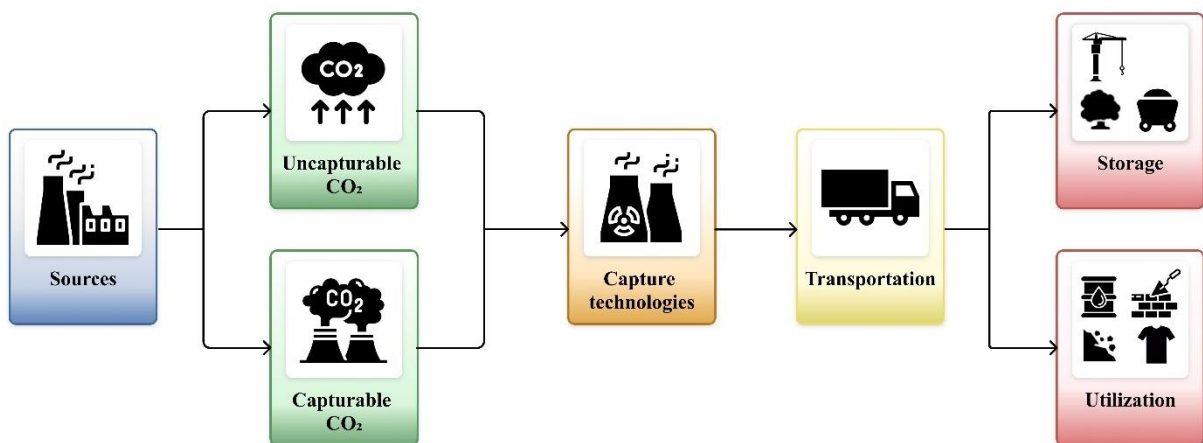 Sources
CO₂
Uncapturable
CO₂
CO₂
Capturable
CO₂
Capture
technologies
Transportation
Storage
Utilization